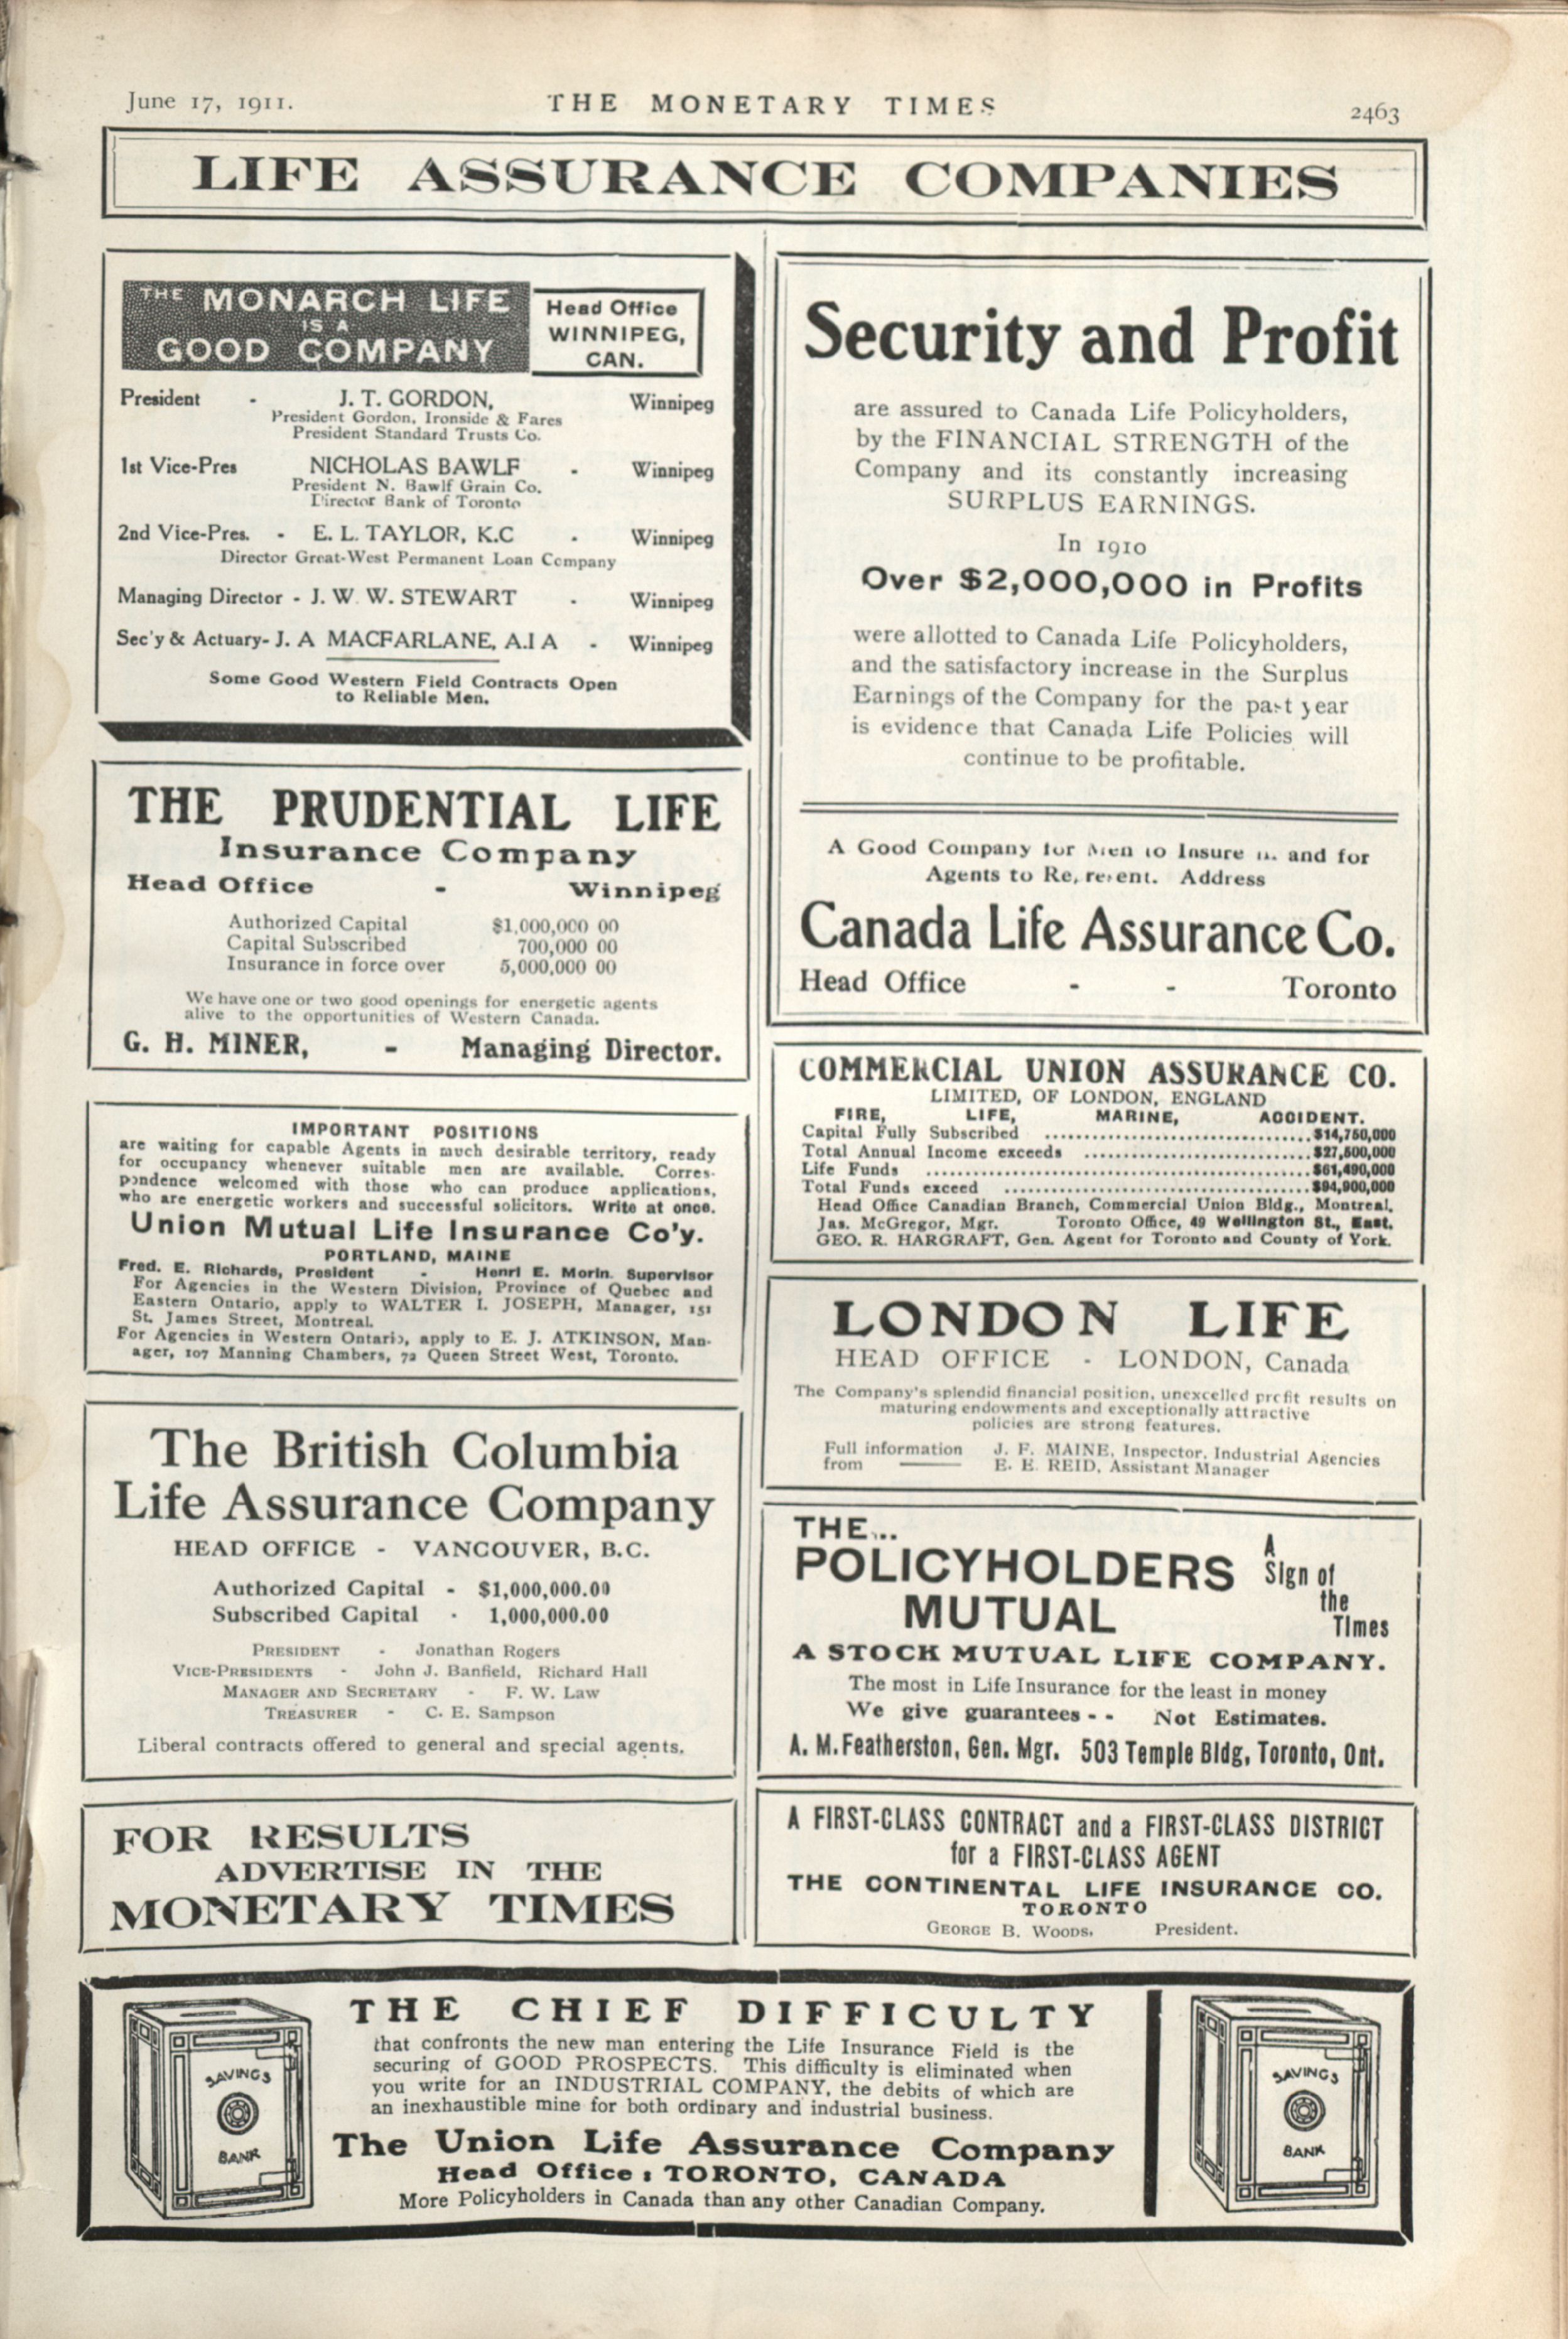 June 17, 1911.
THE MONETARY TIMES
2463
LIFE ASSURANCE COMPANIES
THE MONARCH LIFE
IS A
GOOD COMPANY
Head Office
WINNIPEG,
CAN.
President - J. T. GORDON, Winnipeg
President Gordon, Ironside & Fares
President Standard Trusts Co.
1st Vice-Pres NICHOLAS BAWLF - Winnipeg
President N. Bawlf Grain Co.
Director Bank of Toronto
2nd Vice-Pres. - E. L. TAYLOR, K.C - Winnipeg
Director Great-West Permanent Loan Company
Managing Director - J. W. W. STEWART - Winnipeg
Sec'y & Actuary- J. A MACFARLANE, A.I A - Winnipeg
Some Good Western Field Contracts Open
to Reliable Men.
THE PRUDENTIAL LIFE
Insurance Company
Head Office - Winnipeg
Authorized Capital $1,000,000 00
Capital Subscribed 700,000 00
Insurance in force over 5,000,000 00
We have one or two good openings for energetic agents
alive to the opportunities of Western Canada.
G. H. MINER, - Managing Director.
IMPORTANT POSITIONS
are waiting for capable Agents in much desirable territory, ready
for occupancy whenever suitable men are available. Corres-
pondence welcomed with those who can produce applications,
who are energetic workers and successful solicitors. Write at once.
Union Mutual Life Insurance Co'y.
PORTLAND, MAINE
Fred. E. Richards, President - Henri E. Morin. Supervisor
For Agencies in the Western Division, Province of Quebec and
Eastern Ontario, apply to WALTER I. JOSEPH, Manager, 151
St. James Street, Montreal.
For Agencies in Western Ontario, apply to E. J. ATKINSON, Man-
ager, 107 Manning Chambers, 72 Queen Street West, Toronto.
The British Columbia
Life Assurance Company
HEAD OFFICE - VANCOUVER, B.C.
Authorized Capital - $1,000,000.00
Subscribed Capital - 1,000,000.00
PRESIDENT - Jonathan Rogers
VICE-PRESIDENTS - John J. Banfield, Richard Hall
MANAGER AND SECRETARY - F. W. Law
TREASURER - C. E. Sampson
Liberal contracts offered to general and special agents.
FOR RESULTS
ADVERTISE IN THE
MONETARY TIMES
Security and Profit
are assured to Canada Life Policyholders,
by the FINANCIAL STRENGTH of the
Company and its constantly increasing
SURPLUS EARNINGS.
In 1910
Over $2,000,000 in Profits
were allotted to Canada Life Policyholders,
and the satisfactory increase in the Surplus
Earnings of the Company for the past year
is evidence that Canada Life Policies will
continue to be profitable.
A Good Company for Men to Insure in and for
Agents to Represent. Address
Canada Life Assurance Co.
Head Office - - Toronto
COMMERCIAL UNION ASSURANCE CO.
LIMITED, OF LONDON, ENGLAND
FIRE, LIFE, MARINE, ACCIDENT.
Capital Fully Subscribed ................................$14,750,000
Total Annual Income exceeds ...........................$27,500,000
Life Funds ..............................................$61,490,000
Total Funds exceed .....................................$94,900,000
Head Office Canadian Branch, Commercial Union Bldg., Montreal.
Jas. McGregor, Mgr. Toronto Office, 49 Wellington St., East.
GEO. R. HARGRAFT, Gen. Agent for Toronto and County of York.
LONDON LIFE
HEAD OFFICE - LONDON, Canada
The Company's splendid financial position, unexcelled profit results on
maturing endowments and exceptionally attractive
policies are strong features.
Full information J. F. MAINE, Inspector, Industrial Agencies
from E. E. REID, Assistant Manager
THE...
POLICYHOLDERS
MUTUAL
A
Sign of
the
Times
A STOCK MUTUAL LIFE COMPANY.
The most in Life Insurance for the least in money
We give guarantees - - Not Estimates.
A. M. Featherston, Gen. Mgr. 503 Temple Bldg, Toronto, Ont.
A FIRST-CLASS CONTRACT and a FIRST-CLASS DISTRICT
for a FIRST-CLASS AGENT
THE CONTINENTAL LIFE INSURANCE CO.
TORONTO
GEORGE B. WOODS, President.
SAVINGS
BANK
THE CHIEF DIFFICULTY
that confronts the new man entering the Life Insurance Field is the
securing of GOOD PROSPECTS. This difficulty is eliminated when
you write for an INDUSTRIAL COMPANY, the debits of which are
an inexhaustible mine for both ordinary and industrial business.
The Union Life Assurance Company
Head Office : TORONTO, CANADA
More Policyholders in Canada than any other Canadian Company.
SAVINGS
BANK